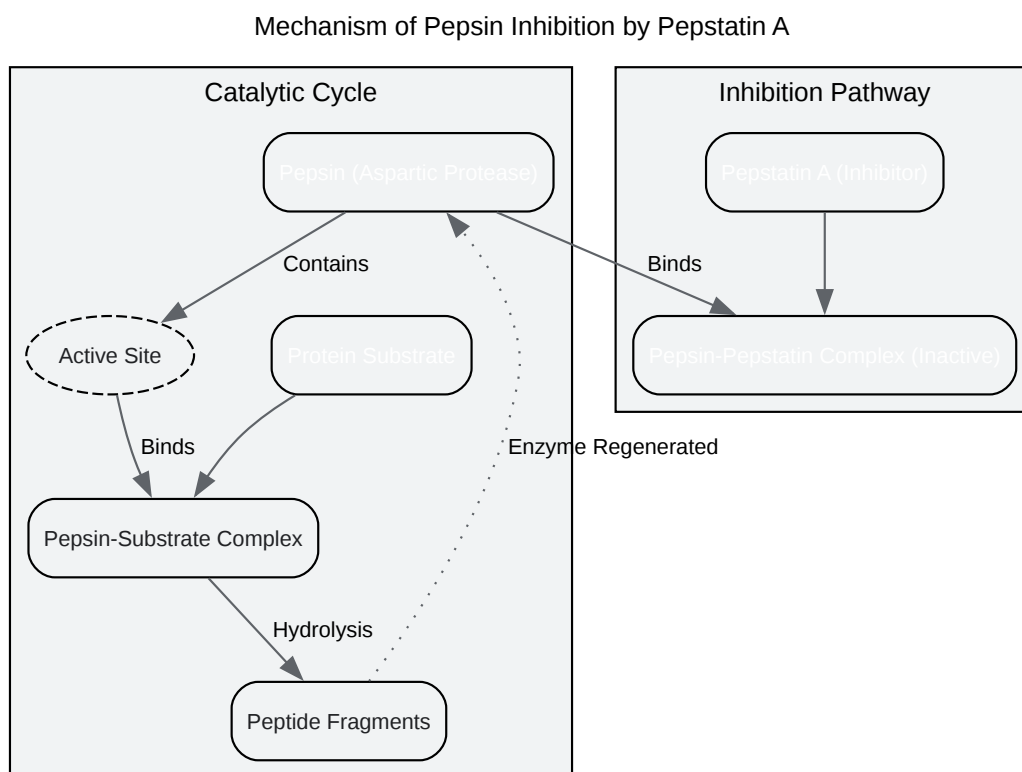 Mechanism of Pepsin Inhibition by Pepstatin A
Catalytic Cycle
Inhibition Pathway
Pepsin (Aspartic Protease)
Pepstatin A (Inhibitor)
Contains
Binds
Active Site
Protein Substrate
Pepsin-Pepstatin Complex (Inactive)
Binds
Enzyme Regenerated
Pepsin-Substrate Complex
Hydrolysis
Peptide Fragments